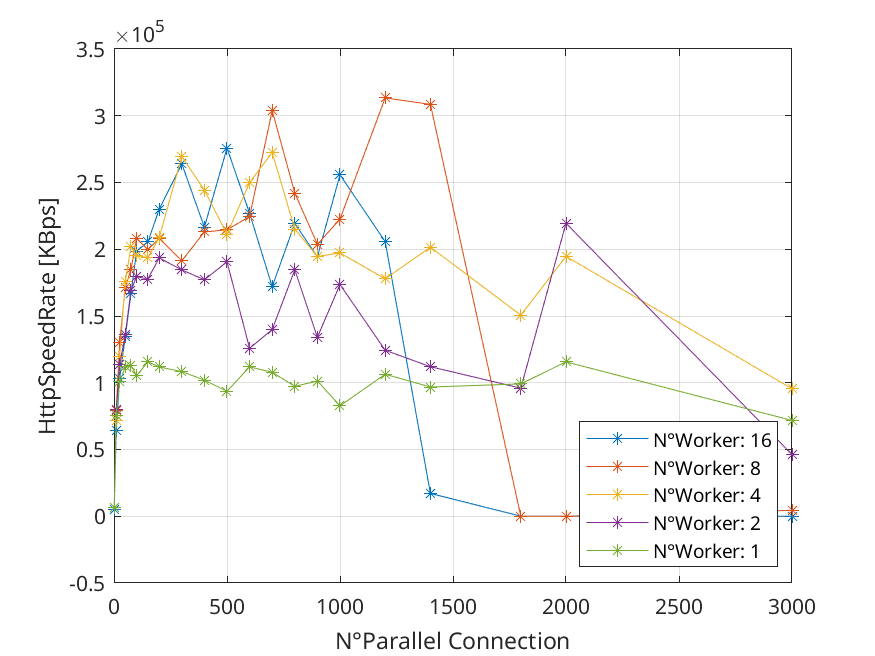 ×10^5
3.5
3
2.5
2
1.5
1
0.5
0
-0.5
HttpSpeedRate [KBps]
0 500 1000 1500 2000 2500 3000
N°Parallel Connection
N°Worker: 16
N°Worker: 8
N°Worker: 4
N°Worker: 2
N°Worker: 1